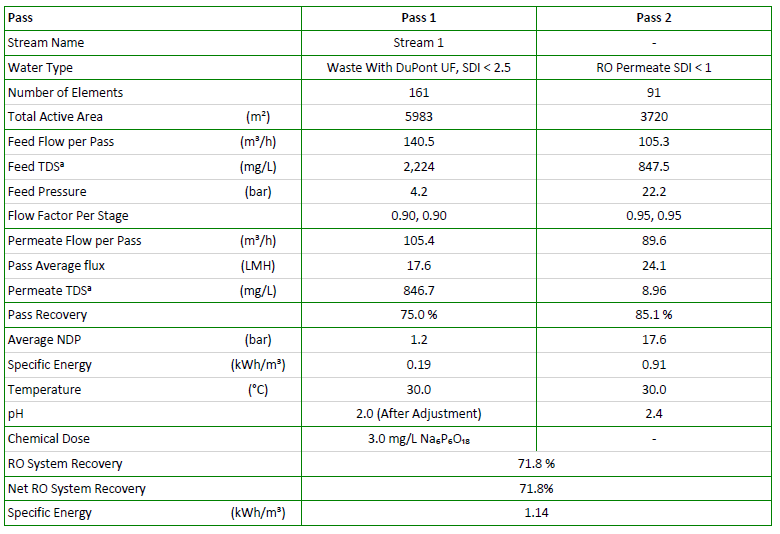 Pass Pass 1 Pass 2
Stream Name Stream 1 -
Water Type Waste With DuPont UF, SDI < 2.5 RO Permeate SDI < 1
Number of Elements 161 91
Total Active Area (m²) 5983 3720
Feed Flow per Pass (m³/h) 140.5 105.3
Feed TDSᵃ (mg/L) 2,224 847.5
Feed Pressure (bar) 4.2 22.2
Flow Factor Per Stage 0.90, 0.90 0.95, 0.95
Permeate Flow per Pass (m³/h) 105.4 89.6
Pass Average flux (LMH) 17.6 24.1
Permeate TDSᵃ (mg/L) 846.7 8.96
Pass Recovery 75.0 % 85.1 %
Average NDP (bar) 1.2 17.6
Specific Energy (kWh/m³) 0.19 0.91
Temperature (°C) 30.0 30.0
pH 2.0 (After Adjustment) 2.4
Chemical Dose 3.0 mg/L Na₆P₆O₁₈ -
RO System Recovery 71.8 %
Net RO System Recovery 71.8%
Specific Energy (kWh/m³) 1.14